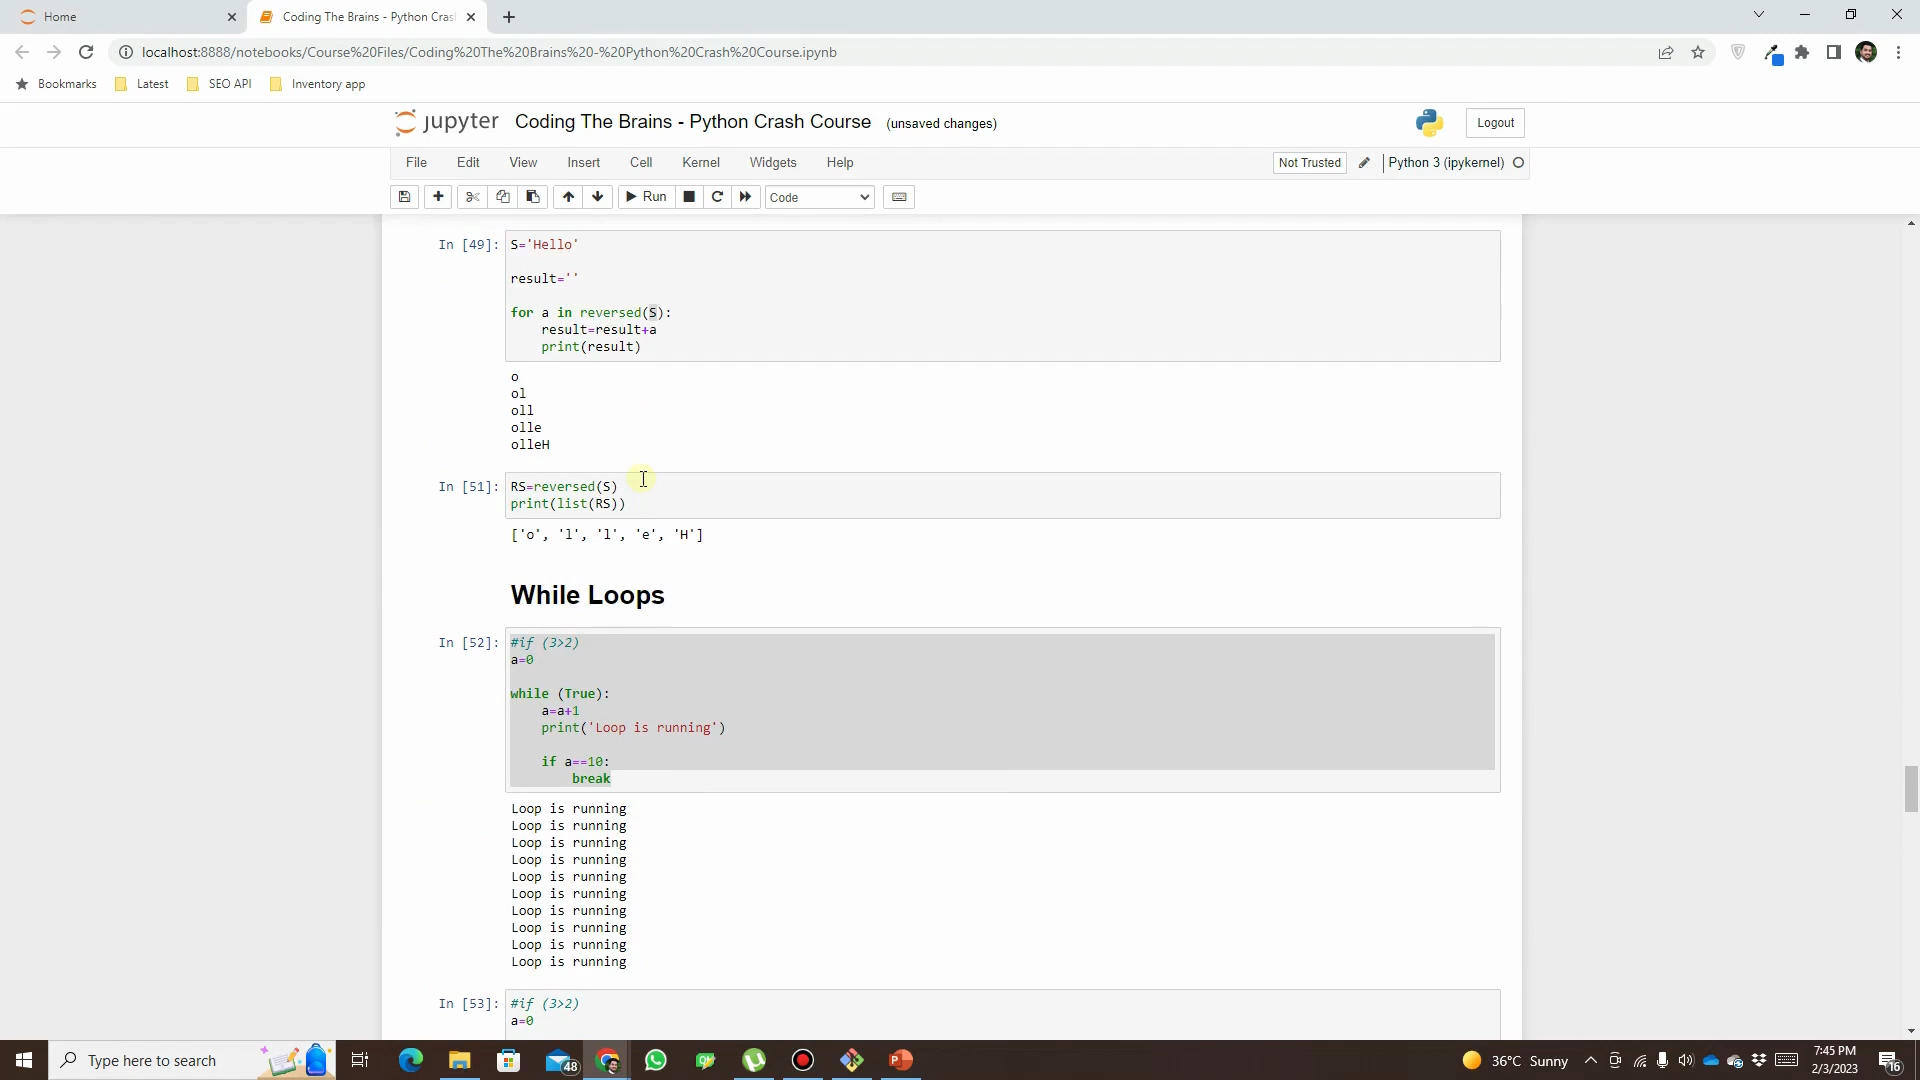 Home
Coding The Brains - Python Cras
localhost:8888/notebooks/Course%20Files/Coding%20The%20Brains%20-%20Python%20Crash%20Course.ipynb
Bookmarks Latest SEO API Inventory app
jupyter Coding The Brains - Python Crash Course (unsaved changes) Logout
File Edit View Insert Cell Kernel Widgets Help Not Trusted Python 3 (ipykernel)
Run Code
In [49]: S='Hello'
result=''
for a in reversed(S):
result=result+a
print(result)
o
ol
oll
olle
olleH
In [51]: RS=reversed(S)
print(list(RS))
['o', 'l', 'l', 'e', 'H']
While Loops
In [52]: #if (3>2)
a=0
while (True):
a=a+1
print('Loop is running')
if a==10:
break
Loop is running
Loop is running
Loop is running
Loop is running
Loop is running
Loop is running
Loop is running
Loop is running
Loop is running
Loop is running
In [53]: #if (3>2)
a=0
Type here to search
48
36°C Sunny
7:45 PM
2/3/2023
16